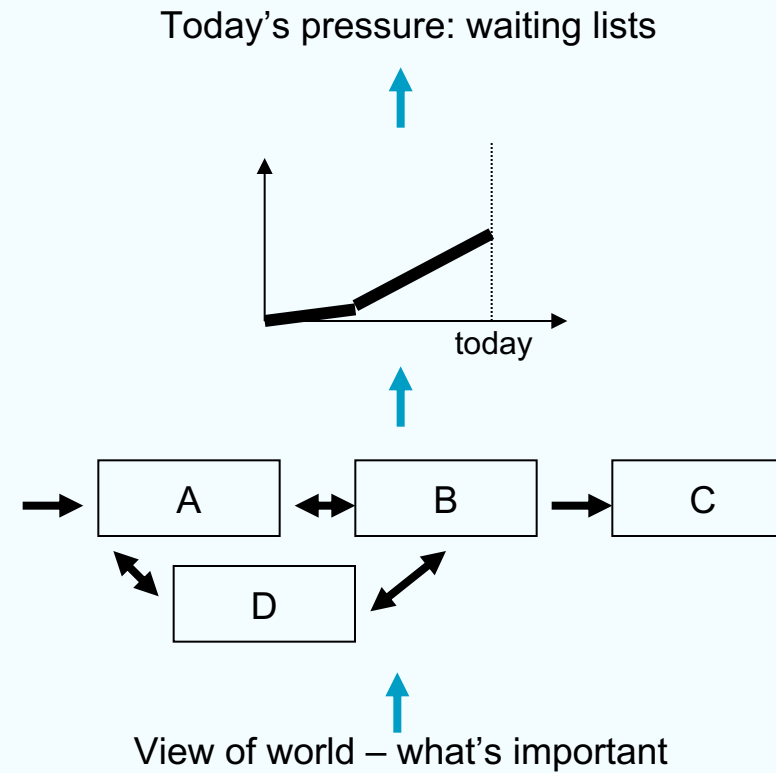 Today’s pressure: waiting lists
today
A
B
C
D
View of world – what’s important